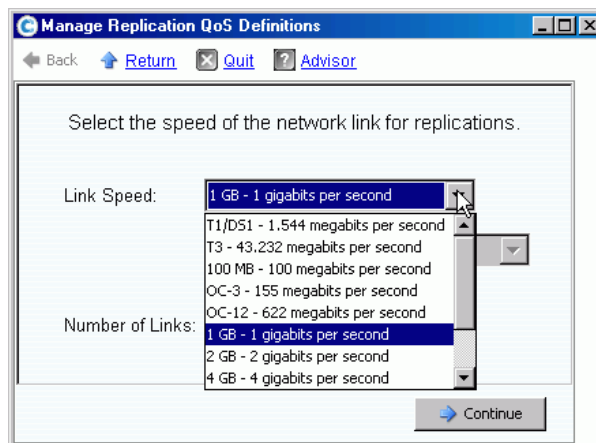 Manage Replication QoS Definitions
Back Return Quit Advisor
Select the speed of the network link for replications.
Link Speed: 1 GB - 1 gigabits per second
T1/DS1 - 1.544 megabits per second
T3 - 43.232 megabits per second
100 MB - 100 megabits per second
OC-3 - 155 megabits per second
OC-12 - 622 megabits per second
Number of Links:
1 GB - 1 gigabits per second
2 GB - 2 gigabits per second
4 GB - 4 gigabits per second
Continue